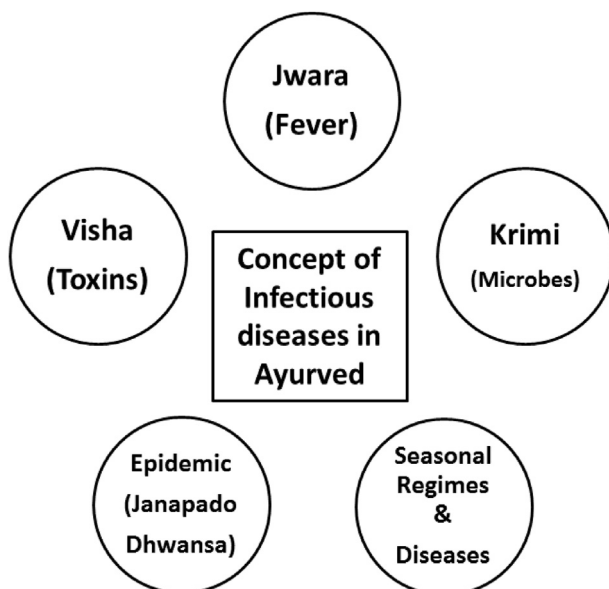 Jwara
(Fever)
Visha
(Toxins)
Krimi
(Microbes)
Concept of
Infectious
diseases in
Ayurved
Epidemic
(Janapado
Dhwansa)
Seasonal
Regimes
&
Diseases